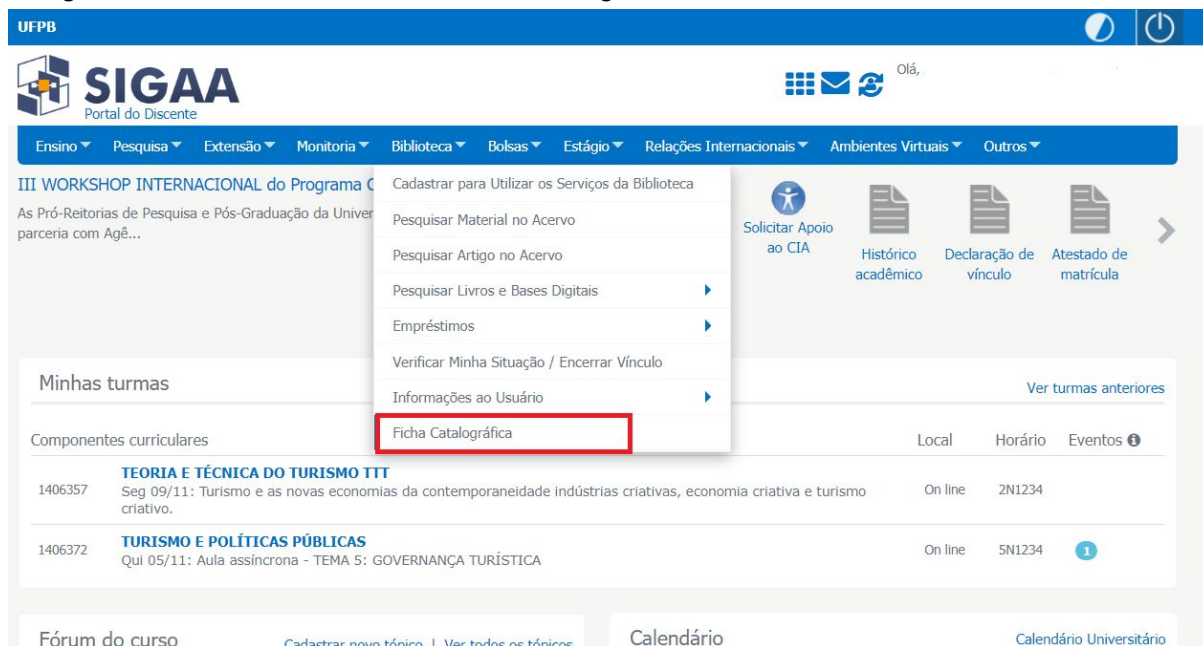 UFPB
SIGAA
Portal do Discente
Olá,
Ensino Pesquisa Extensão Monitoria Biblioteca Bolsas Estágio Relações Internacionais Ambientes Virtuais Outros
III WORKSHOP INTERNACIONAL do Programa
As Pró-Reitorias de Pesquisa e Pós-Graduação da
parceria com Agê...
Cadastrar para Utilizar os Serviços da Biblioteca
Pesquisar Material no Acervo
Pesquisar Artigo no Acervo
Pesquisar Livros e Bases Digitais
Empréstimos
Verificar Minha Situação / Encerrar Vínculo
Informações ao Usuário
Ficha Catalográfica
Solicitar Apoio
ao CIA
Histórico
acadêmico
Declaração de
vínculo
Atestado de
matrícula
Minhas turmas
Ver turmas anteriores
Componentes curriculares Local Horário Eventos
TEORIA E TÉCNICA DO TURISMO TTT
1406357 Seg 09/11: Turismo e as novas economias da contemporaneidade indústrias criativas, economia criativa e turismo On line 2N1234
criativo.
TURISMO E POLÍTICAS PÚBLICAS
1406372 Qui 05/11: Aula assíncrona - TEMA 5: GOVERNANÇA TURÍSTICA On line 5N1234 1
Fórum do curso Cadastrar novo tópico | Ver todos os tópicos
Calendário Calendário Universitário